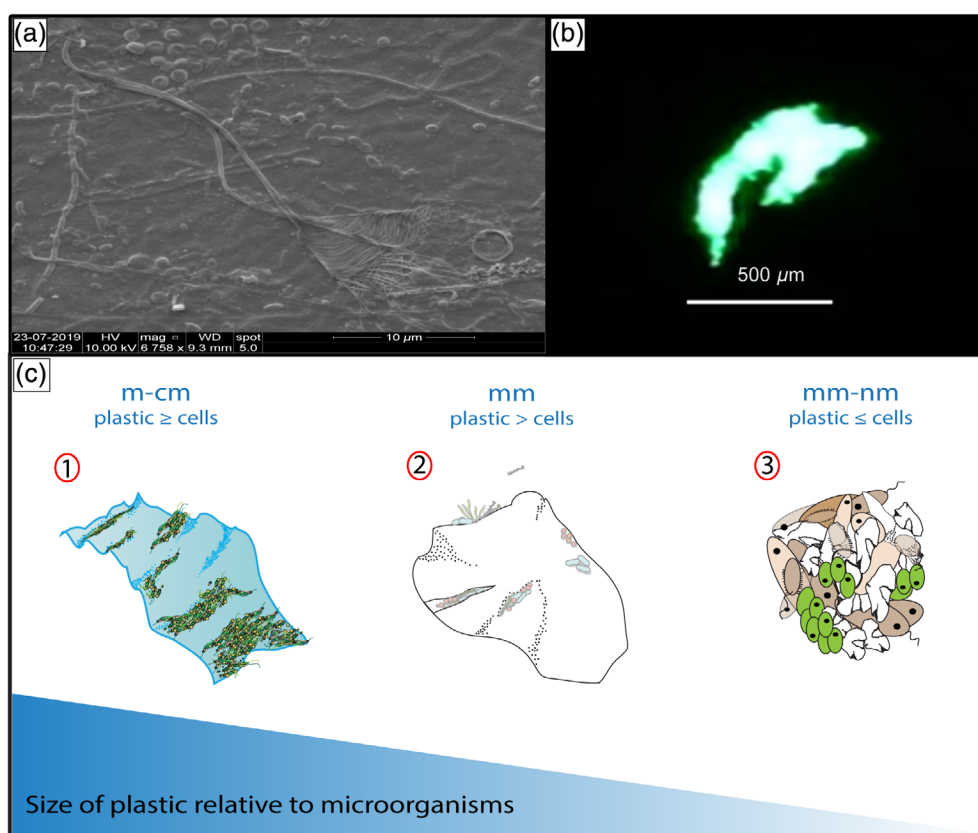 (a)
(b)
500 µm
23-07-2019 HV mag □ WD spot
10:47:29 10.00 kV 6 758 x 9.3 mm 5.0 10 µm
(c)
m-cm mm mm-nm
plastic ≥ cells plastic > cells plastic ≤ cells
1 2 3
Size of plastic relative to microorganisms